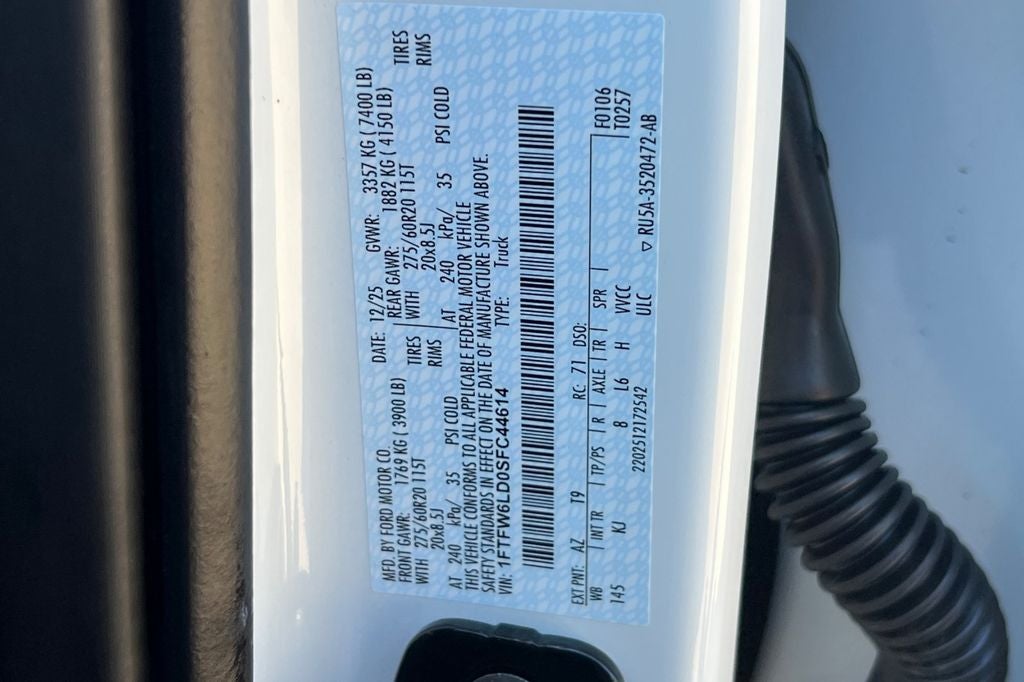 MFD. BY FORD MOTOR CO.
DATE: 12/25 GVWR: 3357 KG ( 7400 LB)
FRONT GAWR: 1769 KG ( 3900 LB)
REAR GAWR: 1882 KG ( 4150 LB)
WITH 275/60R20 115T TIRES
WITH 275/60R20 115T TIRES
20x8.5J RIMS
20x8.5J RIMS
AT 240 kPa/ 35 PSI COLD
AT 240 kPa/ 35 PSI COLD
THIS VEHICLE CONFORMS TO ALL APPLICABLE FEDERAL MOTOR VEHICLE
SAFETY STANDARDS IN EFFECT ON THE DATE OF MANUFACTURE SHOWN ABOVE.
VIN: 1FTFW6LD0SFC44614 TYPE: Truck
EXT PNT: AZ T9 RC: 71 DSO: F0106
WB INT TR TP/PS R AXLE TR SPR T0257
145 KJ 8 L6 H VVCC
2202512172542 ULC ▽ RU5A-3520472-AB